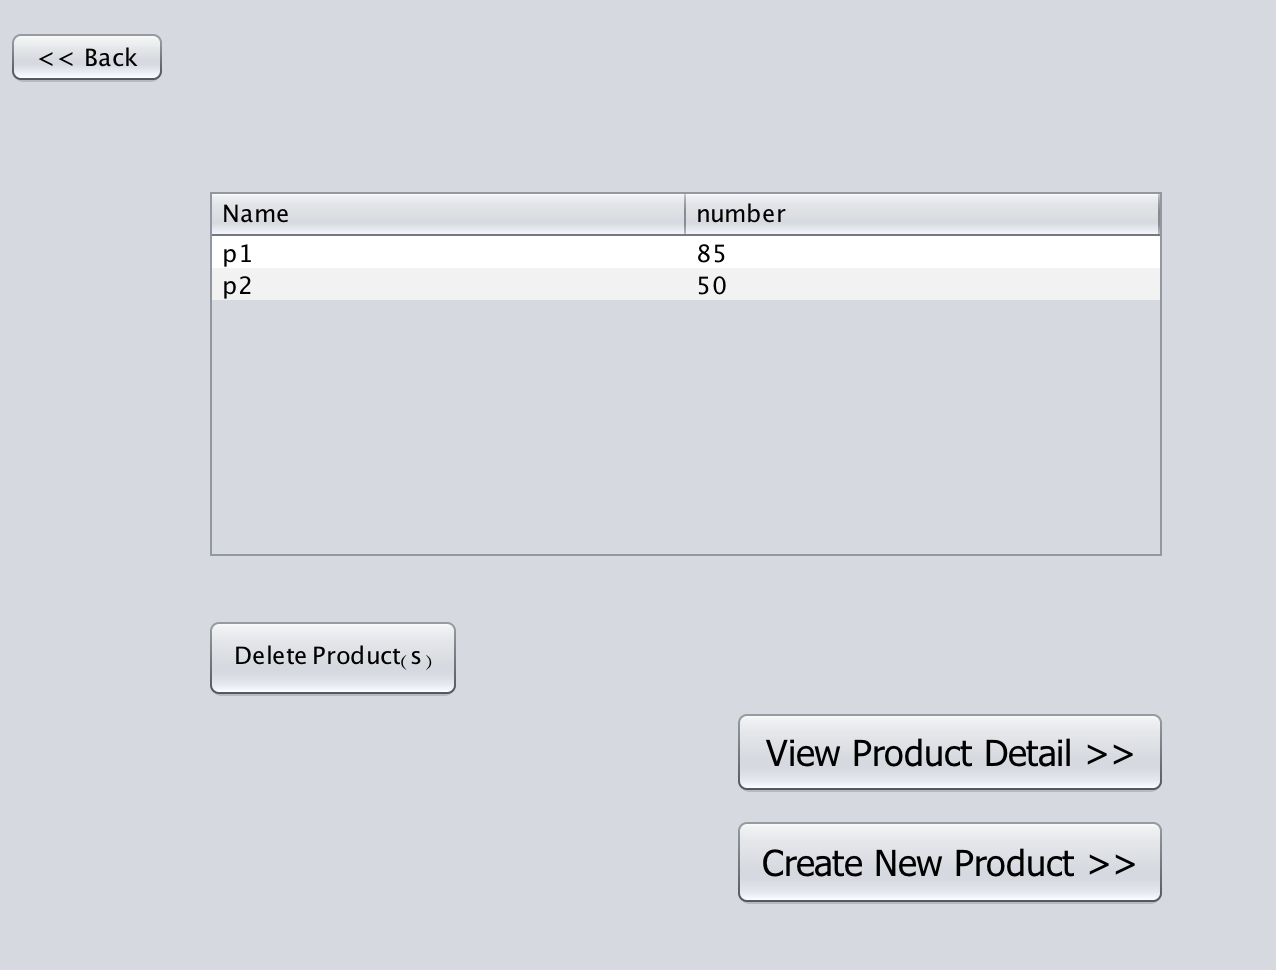 << Back
Name number
p1 85
p2 50
Delete Product(s)
View Product Detail >>
Create New Product >>